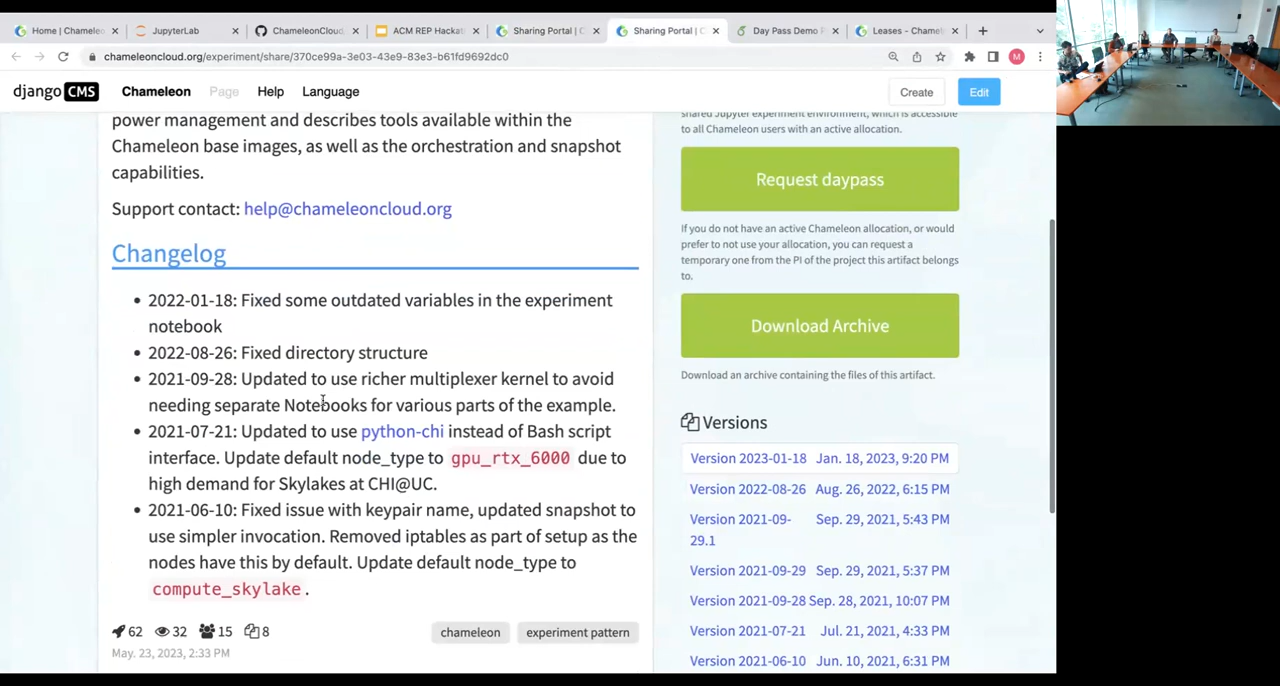 Home | Chamele
JupyterLab
ChameleonCloud,
ACM REP Hackat
Sharing Portal | C
Sharing Portal | C
Day Pass Demo
Leases - Chamel
chameleoncloud.org/experiment/share/370ce99a-3e03-43e9-83e3-b61fd9692dc0
M
django CMS
Chameleon
Page
Help
Language
Create
Edit
power management and describes tools available within the
Chameleon base images, as well as the orchestration and snapshot
capabilities.
Support contact: help@chameleoncloud.org
Changelog
• 2022-01-18: Fixed some outdated variables in the experiment
notebook
• 2022-08-26: Fixed directory structure
• 2021-09-28: Updated to use richer multiplexer kernel to avoid
needing separate Notebooks for various parts of the example.
• 2021-07-21: Updated to use python-chi instead of Bash script
interface. Update default node_type to gpu_rtx_6000 due to
high demand for Skylakes at CHI@UC.
• 2021-06-10: Fixed issue with keypair name, updated snapshot to
use simpler invocation. Removed iptables as part of setup as the
nodes have this by default. Update default node_type to
compute_skylake.
62 32 15 8
chameleon
experiment pattern
May. 23, 2023, 2:33 PM
shared Jupyter experiment environment, which is accessible
to all Chameleon users with an active allocation.
Request daypass
If you do not have an active Chameleon allocation, or would
prefer to not use your allocation, you can request a
temporary one from the PI of the project this artifact belongs
to.
Download Archive
Download an archive containing the files of this artifact.
Versions
Version 2023-01-18 Jan. 18, 2023, 9:20 PM
Version 2022-08-26 Aug. 26, 2022, 6:15 PM
Version 2021-09- Sep. 29, 2021, 5:43 PM
29.1
Version 2021-09-29 Sep. 29, 2021, 5:37 PM
Version 2021-09-28 Sep. 28, 2021, 10:07 PM
Version 2021-07-21 Jul. 21, 2021, 4:33 PM
Version 2021-06-10 Jun. 10, 2021, 6:31 PM